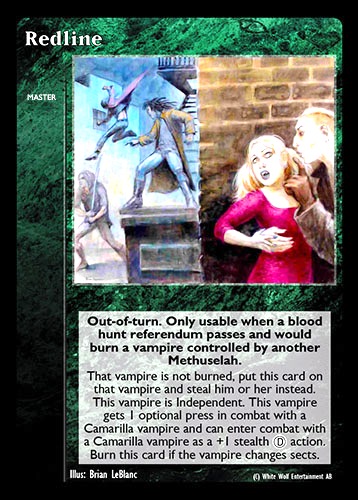 Redline
MASTER
Out-of-turn. Only usable when a blood
hunt referendum passes and would
burn a vampire controlled by another
Methuselah.
That vampire is not burned, put this card on
that vampire and steal him or her instead.
This vampire is Independent. This vampire
gets 1 optional press in combat with a
Camarilla vampire and can enter combat with
a Camarilla vampire as a +1 stealth Ⓓ action.
Burn this card if the vampire changes sects.
Illus: Brian LeBlanc
(C) White Wolf Entertainment AB